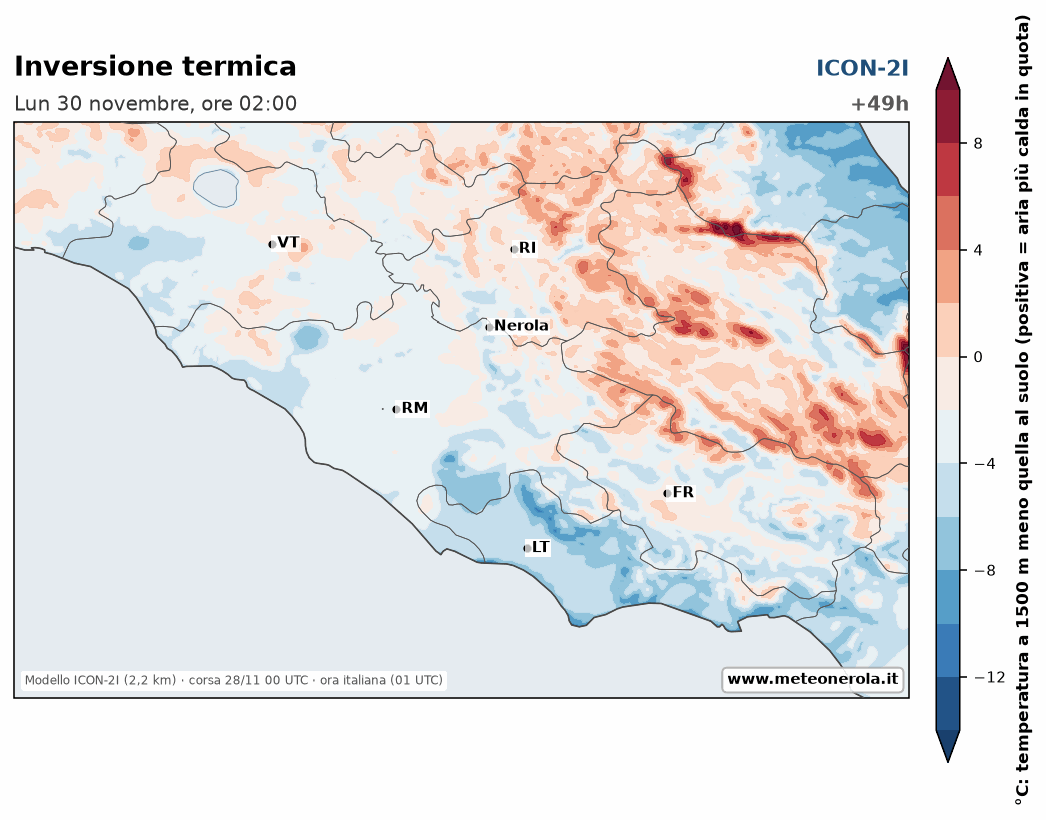 Inversione termica
ICON-2I
Lun 30 novembre, ore 02:00
+49h
VT
RI
Nerola
RM
FR
LT
Modello ICON-2I (2,2 km) · corsa 28/11 00 UTC · ora italiana (01 UTC)
www.meteonerola.it
8
4
0
−4
−8
−12
°C: temperatura a 1500 m meno quella al suolo (positiva = aria più calda in quota)